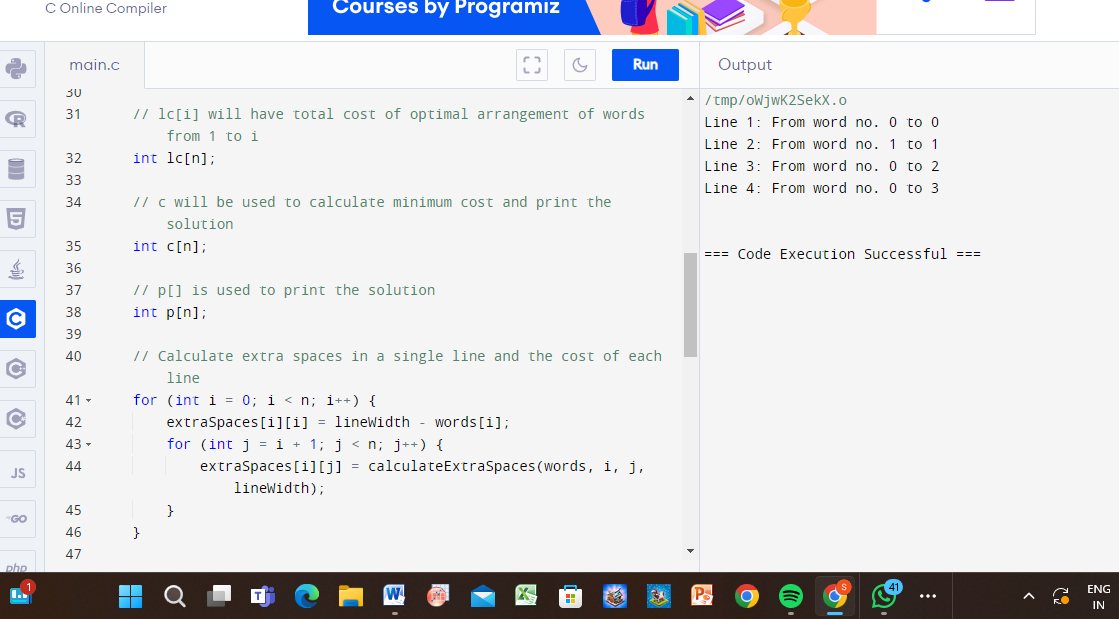 C Online Compiler
Courses by Programiz
main.c
Run
Output
30
31 // lc[i] will have total cost of optimal arrangement of words
from 1 to i
32 int lc[n];
33
34 // c will be used to calculate minimum cost and print the
solution
35 int c[n];
36
37 // p[] is used to print the solution
38 int p[n];
39
40 // Calculate extra spaces in a single line and the cost of each
line
41 for (int i = 0; i < n; i++) {
42 extraSpaces[i][i] = lineWidth - words[i];
43 for (int j = i + 1; j < n; j++) {
44 extraSpaces[i][j] = calculateExtraSpaces(words, i, j,
lineWidth);
45 }
46 }
47
/tmp/oWjwK2SekX.o
Line 1: From word no. 0 to 0
Line 2: From word no. 1 to 1
Line 3: From word no. 0 to 2
Line 4: From word no. 0 to 3
=== Code Execution Successful ===
JS
GO
php
1
41
S
ENG
IN